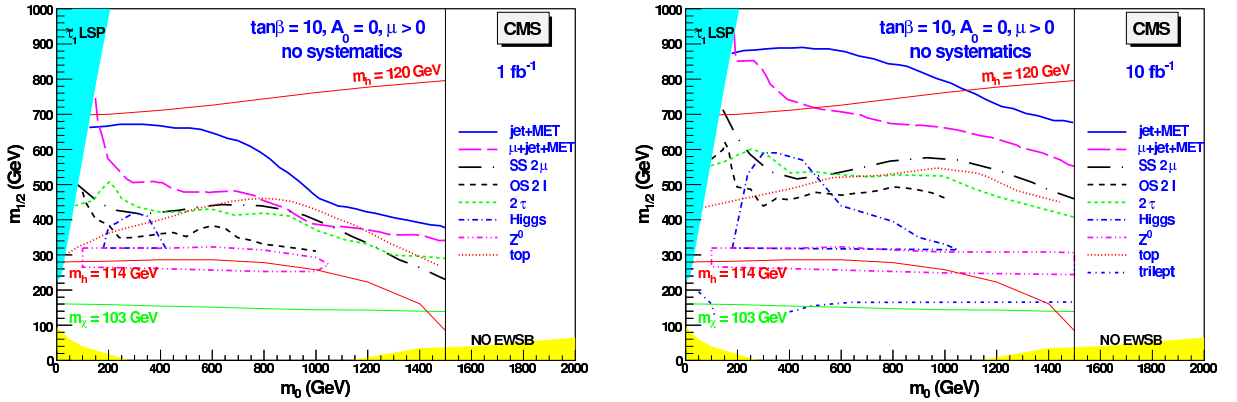 tanβ = 10, A0 = 0, μ > 0
no systematics
CMS
1 fb-1
τ̃1 LSP
mh = 120 GeV
mh = 114 GeV
mχ = 103 GeV
NO EWSB
jet+MET
μ+jet+MET
SS 2μ
OS 2 l
2 τ
Higgs
Z0
top
m1/2 (GeV)
1000
900
800
700
600
500
400
300
200
100
0
0 200 400 600 800 1000 1200 1400 1600 1800 2000
m0 (GeV)
tanβ = 10, A0 = 0, μ > 0
no systematics
CMS
10 fb-1
τ̃1 LSP
mh = 120 GeV
mh = 114 GeV
mχ = 103 GeV
NO EWSB
jet+MET
μ+jet+MET
SS 2μ
OS 2 l
2 τ
Higgs
Z0
top
trilept
m1/2 (GeV)
1000
900
800
700
600
500
400
300
200
100
0
0 200 400 600 800 1000 1200 1400 1600 1800 2000
m0 (GeV)